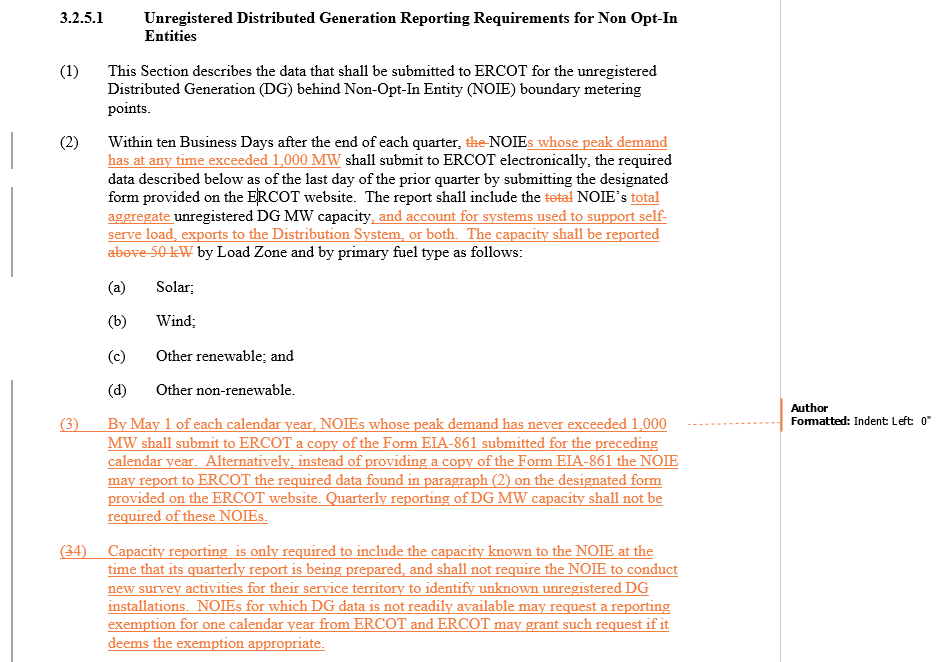 3.2.5.1 Unregistered Distributed Generation Reporting Requirements for Non Opt-In
Entities
(1) This Section describes the data that shall be submitted to ERCOT for the unregistered
Distributed Generation (DG) behind Non-Opt-In Entity (NOIE) boundary metering
points.
(2) Within ten Business Days after the end of each quarter, the NOIEs whose peak demand
has at any time exceeded 1,000 MW shall submit to ERCOT electronically, the required
data described below as of the last day of the prior quarter by submitting the designated
form provided on the ERCOT website. The report shall include the total NOIE's total
aggregate unregistered DG MW capacity, and account for systems used to support self-
serve load, exports to the Distribution System, or both. The capacity shall be reported
above 50 kW by Load Zone and by primary fuel type as follows:
(a) Solar;
(b) Wind;
(c) Other renewable; and
(d) Other non-renewable.
(3) By May 1 of each calendar year, NOIEs whose peak demand has never exceeded 1,000
MW shall submit to ERCOT a copy of the Form EIA-861 submitted for the preceding
calendar year. Alternatively, instead of providing a copy of the Form EIA-861 the NOIE
may report to ERCOT the required data found in paragraph (2) on the designated form
provided on the ERCOT website. Quarterly reporting of DG MW capacity shall not be
required of these NOIEs.
Author
Formatted: Indent: Left: 0"
(34) Capacity reporting is only required to include the capacity known to the NOIE at the
time that its quarterly report is being prepared, and shall not require the NOIE to conduct
new survey activities for their service territory to identify unknown unregistered DG
installations. NOIEs for which DG data is not readily available may request a reporting
exemption for one calendar year from ERCOT and ERCOT may grant such request if it
deems the exemption appropriate.